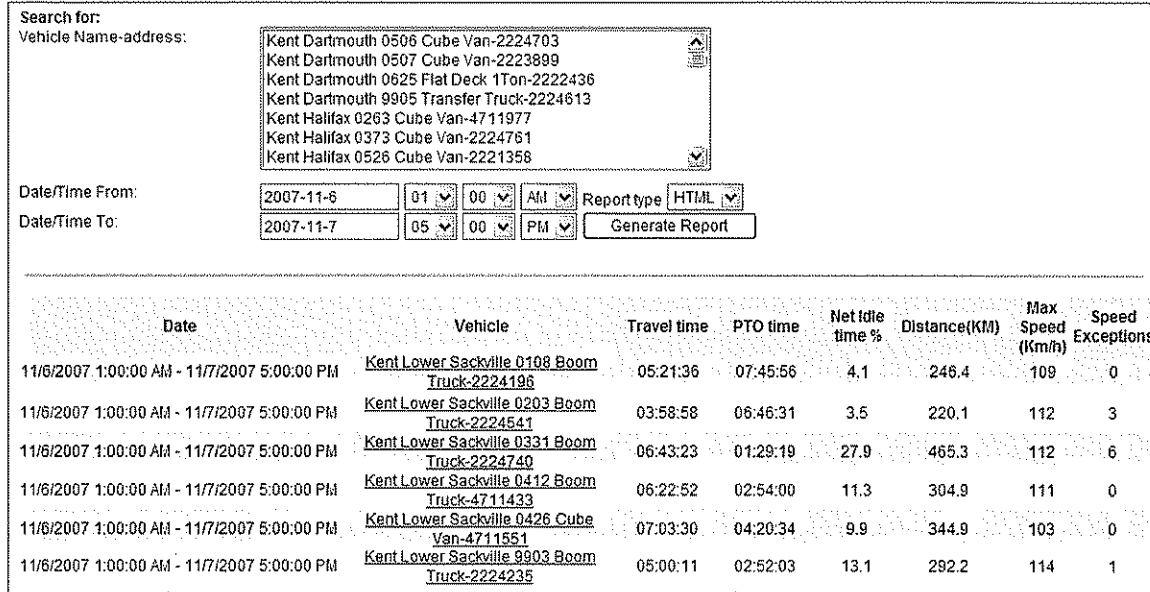 Search for:
Vehicle Name-address:
Kent Dartmouth 0506 Cube Van-2224703
Kent Dartmouth 0507 Cube Van-2223899
Kent Dartmouth 0625 Flat Deck 1Ton-2222436
Kent Dartmouth 9905 Transfer Truck-2224613
Kent Halifax 0263 Cube Van-4711977
Kent Halifax 0373 Cube Van-2224761
Kent Halifax 0526 Cube Van-2221358
Date/Time From: 2007-11-6 01 00 AM Report type HTML
Date/Time To: 2007-11-7 05 00 PM Generate Report
Date Vehicle Travel time PTO time Net Idle time % Distance(KM) Max Speed (Km/h) Speed Exceptions
11/6/2007 1:00:00 AM - 11/7/2007 5:00:00 PM Kent Lower Sackville 0108 Boom Truck-2224196 05:21:36 07:45:56 4.1 246.4 109 0
11/6/2007 1:00:00 AM - 11/7/2007 5:00:00 PM Kent Lower Sackville 0203 Boom Truck-2224541 03:58:58 06:46:31 3.5 220.1 112 3
11/6/2007 1:00:00 AM - 11/7/2007 5:00:00 PM Kent Lower Sackville 0331 Boom Truck-2224740 06:43:23 01:29:19 27.9 465.3 112 6
11/6/2007 1:00:00 AM - 11/7/2007 5:00:00 PM Kent Lower Sackville 0412 Boom Truck-4711433 06:22:52 02:54:00 11.3 304.9 111 0
11/6/2007 1:00:00 AM - 11/7/2007 5:00:00 PM Kent Lower Sackville 0426 Cube Van-4711551 07:03:30 04:20:34 9.9 344.9 103 0
11/6/2007 1:00:00 AM - 11/7/2007 5:00:00 PM Kent Lower Sackville 9903 Boom Truck-2224235 05:00:11 02:52:03 13.1 292.2 114 1